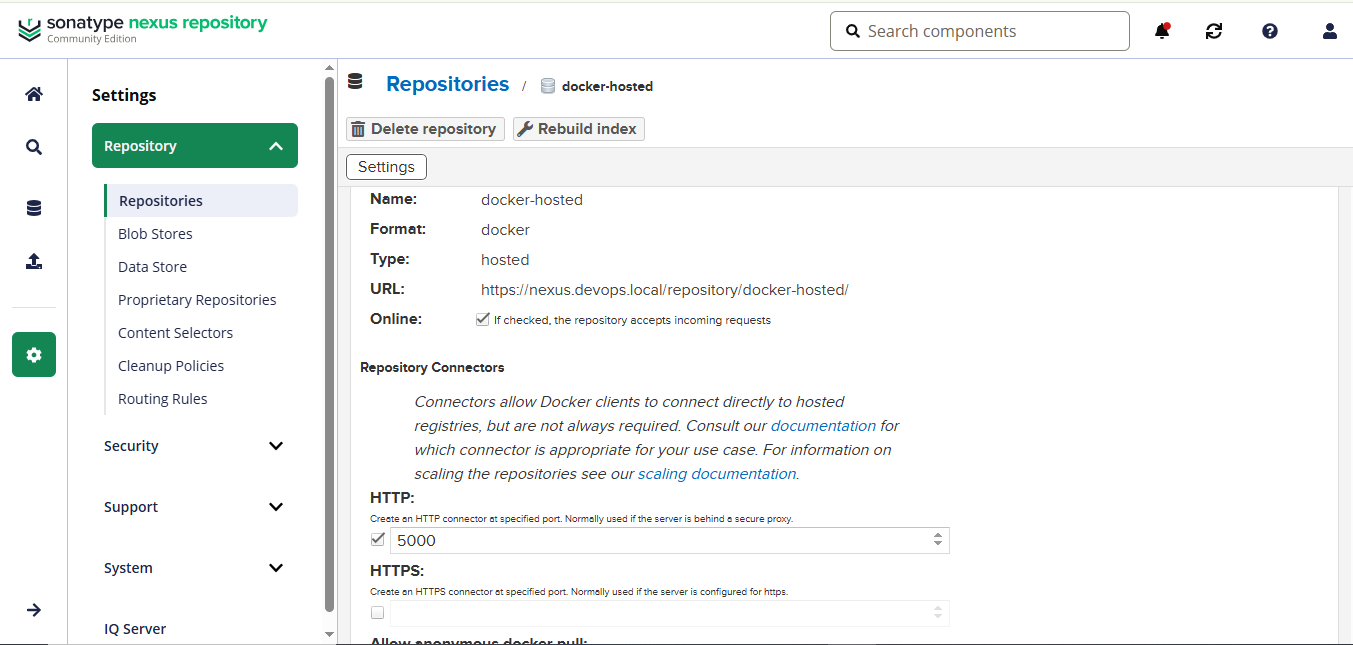 sonatype nexus repository
Community Edition
Search components
Settings
Repository
Repositories
Blob Stores
Data Store
Proprietary Repositories
Content Selectors
Cleanup Policies
Routing Rules
Security
Support
System
IQ Server
Repositories / docker-hosted
Delete repository
Rebuild index
Settings
Name: docker-hosted
Format: docker
Type: hosted
URL: https://nexus.devops.local/repository/docker-hosted/
Online: If checked, the repository accepts incoming requests
Repository Connectors
Connectors allow Docker clients to connect directly to hosted
registries, but are not always required. Consult our documentation for
which connector is appropriate for your use case. For information on
scaling the repositories see our scaling documentation.
HTTP:
Create an HTTP connector at specified port. Normally used if the server is behind a secure proxy.
5000
HTTPS:
Create an HTTPS connector at specified port. Normally used if the server is configured for https.
Allow anonymous docker pull: